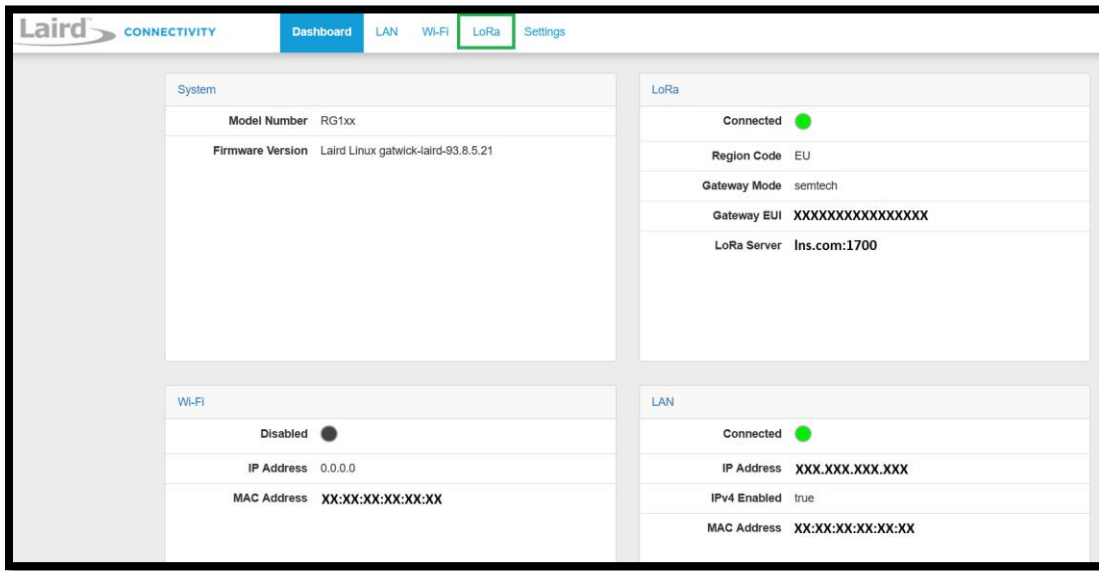 Laird™ CONNECTIVITY Dashboard LAN Wi-Fi LoRa Settings
System
Model Number RG1xx
Firmware Version Laird Linux gatwick-laird-93.8.5.21
LoRa
Connected
Region Code EU
Gateway Mode semtech
Gateway EUI XXXXXXXXXXXXXXXX
LoRa Server lns.com:1700
Wi-Fi
Disabled
IP Address 0.0.0.0
MAC Address XX:XX:XX:XX:XX:XX
LAN
Connected
IP Address XXX.XXX.XXX.XXX
IPv4 Enabled true
MAC Address XX:XX:XX:XX:XX:XX